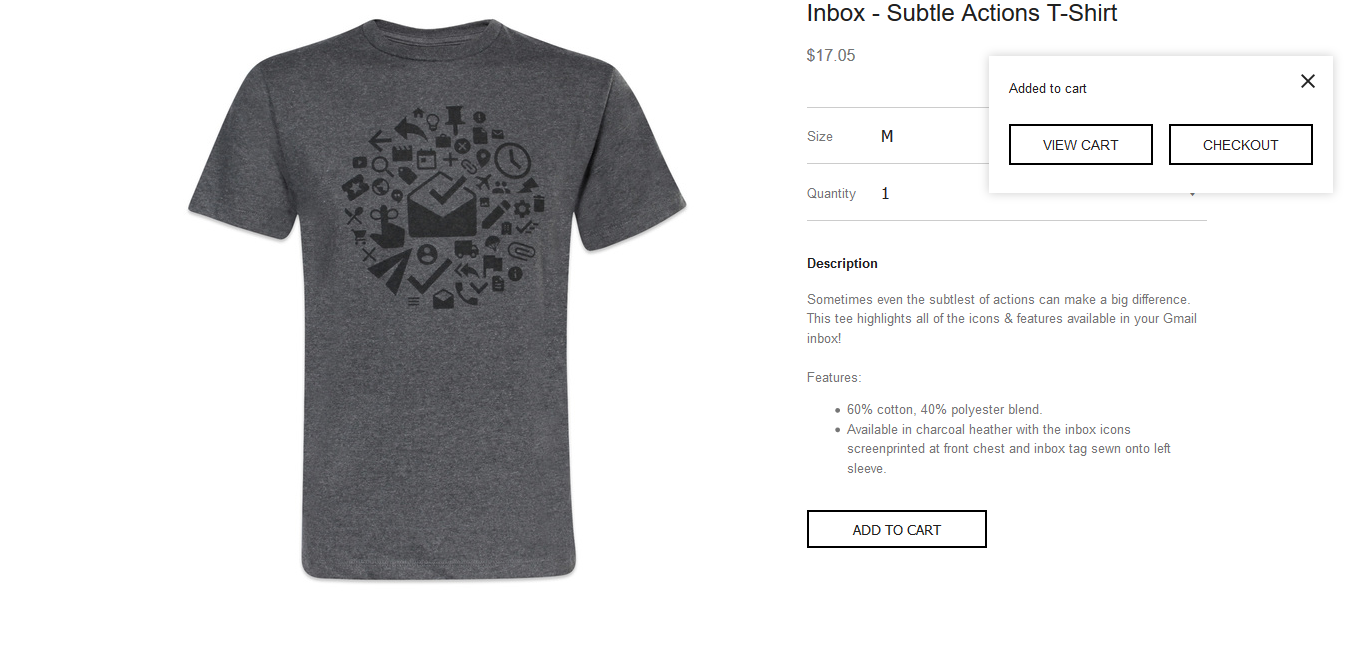 Inbox - Subtle Actions T-Shirt
$17.05
Added to cart
VIEW CART
CHECKOUT
Size M
Quantity 1
Description
Sometimes even the subtlest of actions can make a big difference.
This tee highlights all of the icons & features available in your Gmail
inbox!
Features:
60% cotton, 40% polyester blend.
Available in charcoal heather with the inbox icons
screenprinted at front chest and inbox tag sewn onto left
sleeve.
ADD TO CART